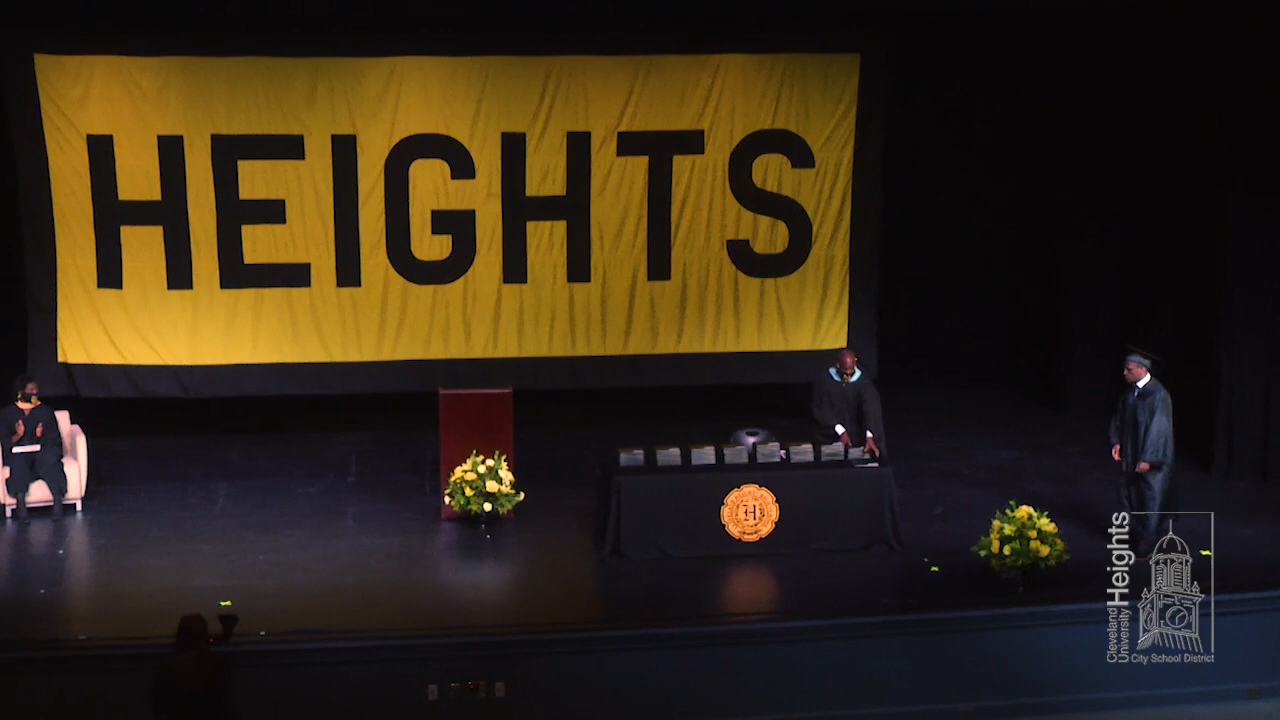 HEIGHTS
H
Cleveland
University
Heights
City School District